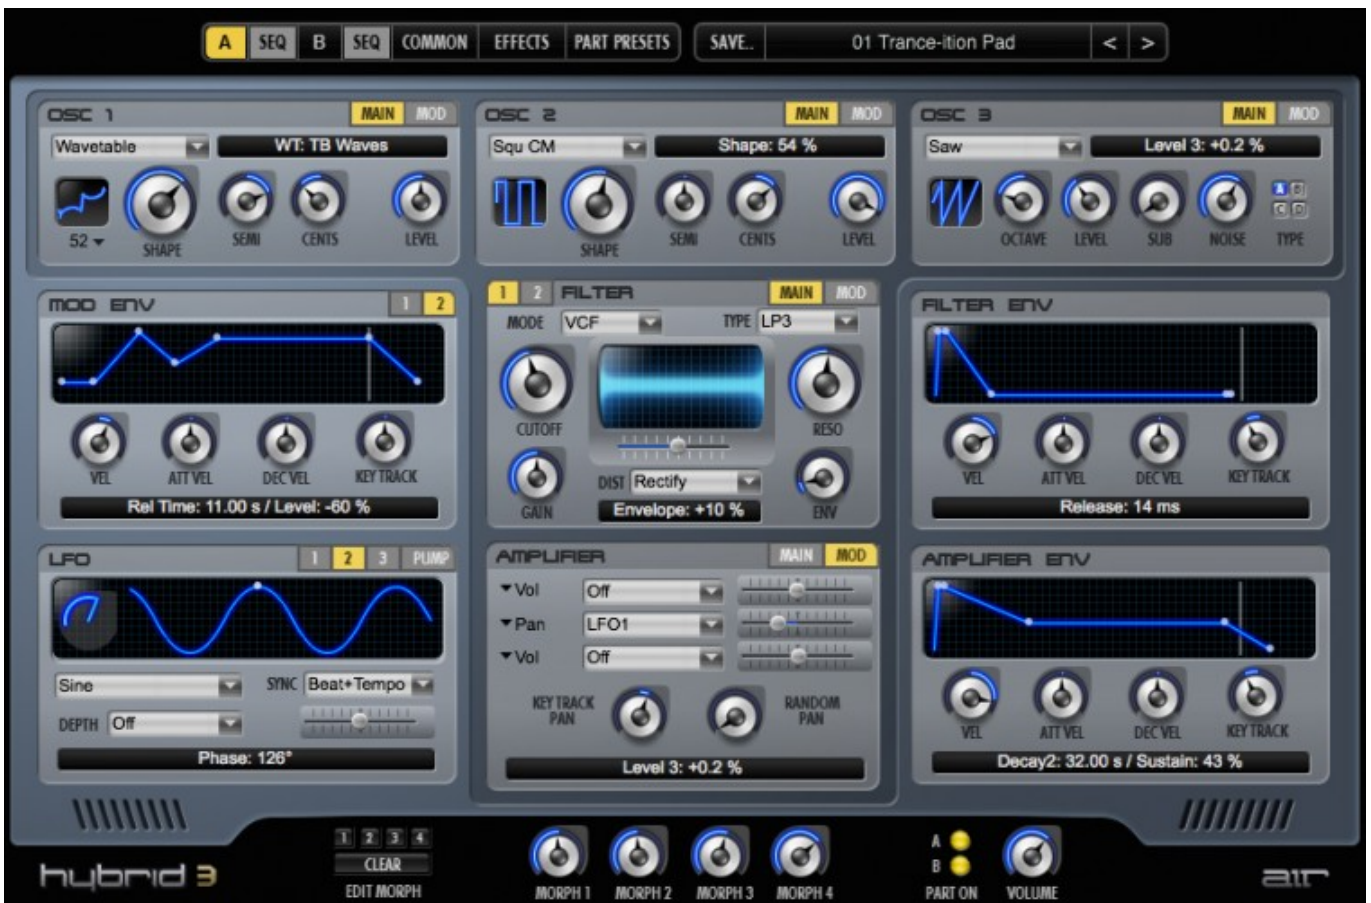 A SEQ B SEQ COMMON EFFECTS PART PRESETS SAVE.. 01 Trance-ition Pad < >
OSC 1 MAIN MOD
Wavetable WT: TB Waves
52
SHAPE SEMI CENTS LEVEL
OSC 2 MAIN MOD
Squ CM Shape: 54 %
SHAPE SEMI CENTS LEVEL
OSC 3 MAIN MOD
Saw Level 3: +0.2 %
A B
C D
OCTAVE LEVEL SUB NOISE TYPE
MOD ENV 1 2
VEL ATT VEL DEC VEL KEY TRACK
Rel Time: 11.00 s / Level: -60 %
1 2 FILTER MAIN MOD
MODE VCF TYPE LP3
CUTOFF RESO
DIST Rectify
GAIN Envelope: +10 % ENV
FILTER ENV
VEL ATT VEL DEC VEL KEY TRACK
Release: 14 ms
LFO 1 2 3 PUMP
Sine SYNC Beat+Tempo
DEPTH Off
Phase: 126°
AMPLIFIER MAIN MOD
Vol Off
Pan LFO1
Vol Off
KEY TRACK
PAN
RANDOM
PAN
Level 3: +0.2 %
AMPLIFIER ENV
VEL ATT VEL DEC VEL KEY TRACK
Decay2: 32.00 s / Sustain: 43 %
hybrid 3
1 2 3 4
CLEAR
EDIT MORPH
MORPH 1 MORPH 2 MORPH 3 MORPH 4
A
B
PART ON
VOLUME
air